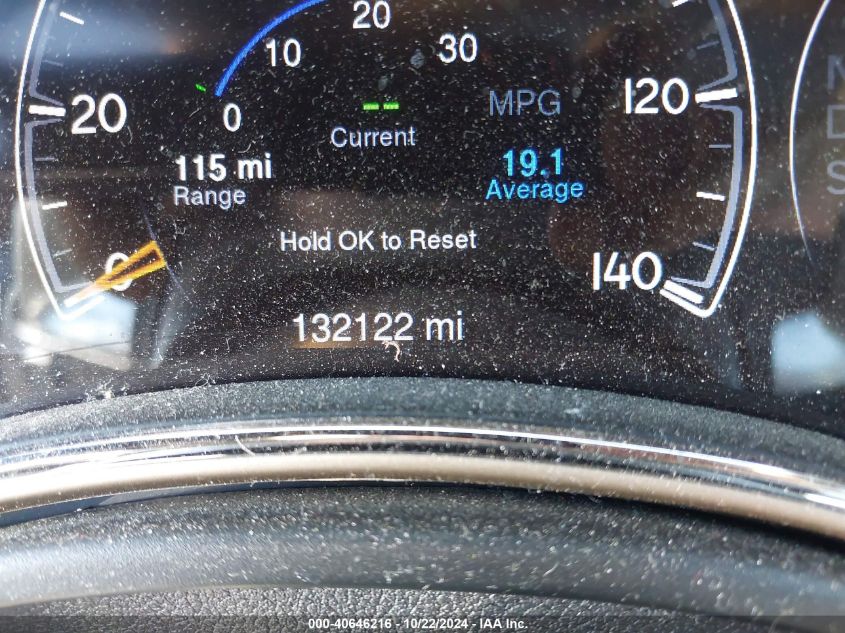 20
10
30
0
20
120
MPG
Current
115 mi
Range
19.1
Average
Hold OK to Reset
0
140
132122 mi
N
D
S
000-40646216 - 10/22/2024 - IAA Inc.